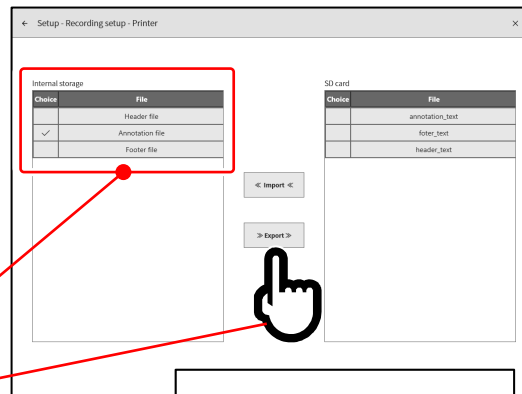 ← Setup - Recording setup - Printer ×
Internal storage
Choice File
Header file
✓ Annotation file
Footer file
≪ Import ≪
≫ Export ≫
SD card
Choice File
annotation_text
foter_text
header_text